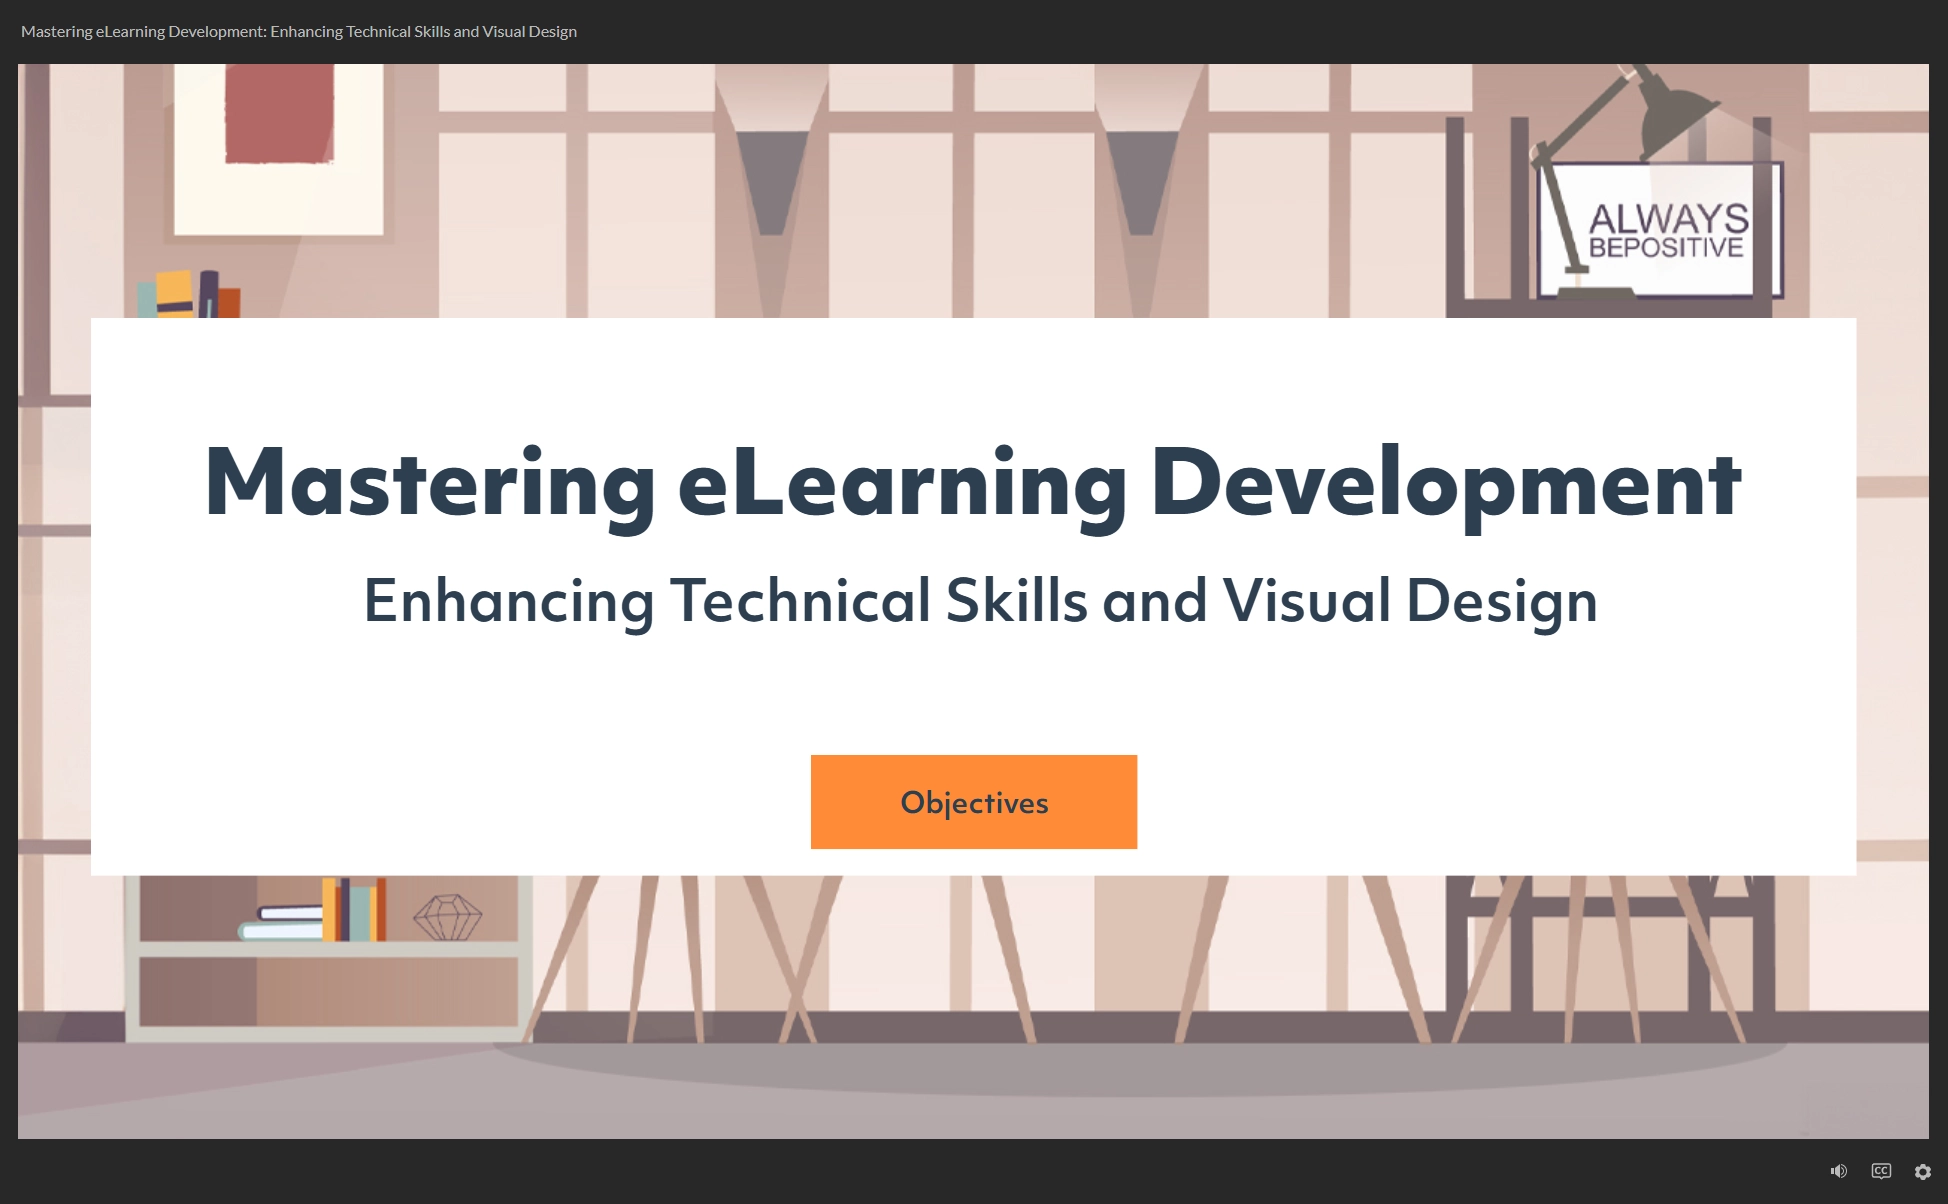 Mastering eLearning Development: Enhancing Technical Skills and Visual Design
ALWAYS
BEPOSITIVE
Mastering eLearning Development
Enhancing Technical Skills and Visual Design
Objectives
CC